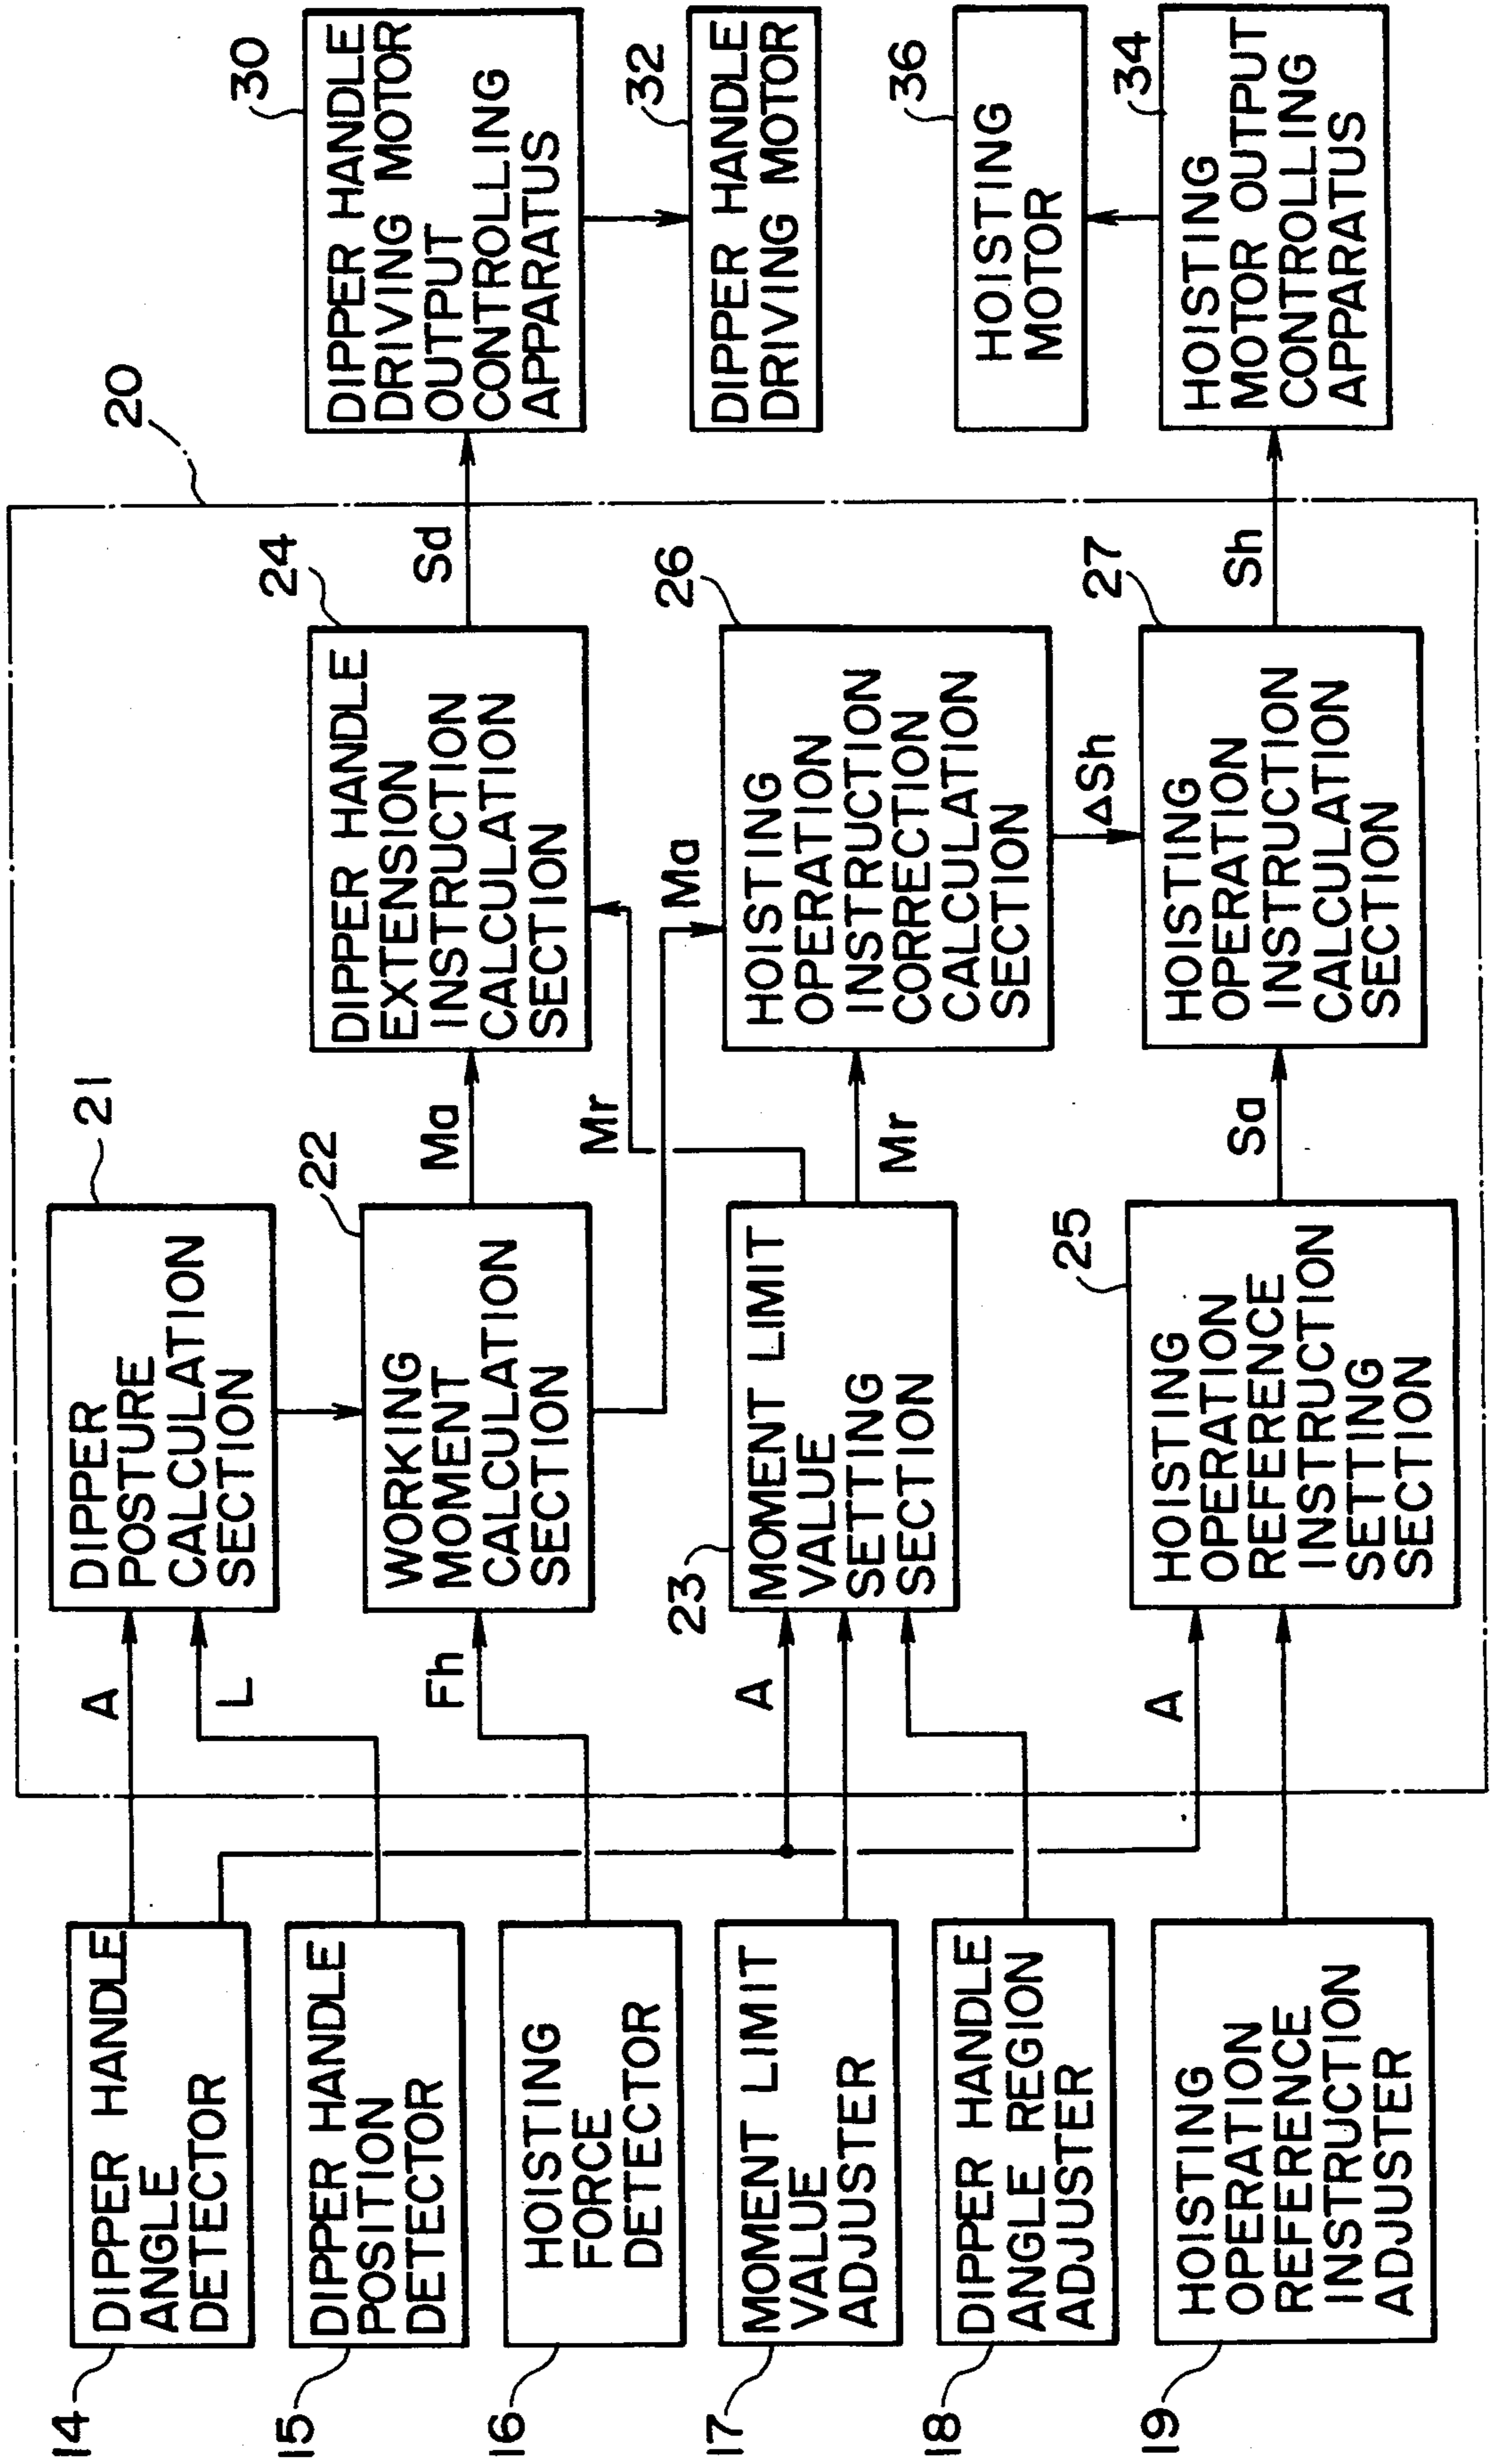 14
DIPPER HANDLE
ANGLE
DETECTOR
15
DIPPER HANDLE
POSITION
DETECTOR
16
HOISTING
FORCE
DETECTOR
17
MOMENT LIMIT
VALUE
ADJUSTER
18
DIPPER HANDLE
ANGLE REGION
ADJUSTER
19
HOISTING
OPERATION
REFERENCE
INSTRUCTION
ADJUSTER
A
L
Fh
A
A
20
21
DIPPER
POSTURE
CALCULATION
SECTION
22
WORKING
MOMENT
CALCULATION
SECTION
23
MOMENT LIMIT
VALUE
SETTING
SECTION
25
HOISTING
OPERATION
REFERENCE
INSTRUCTION
SETTING
SECTION
Ma
Mr
Ma
Mr
Sa
24
DIPPER HANDLE
EXTENSION
INSTRUCTION
CALCULATION
SECTION
26
HOISTING
OPERATION
INSTRUCTION
CORRECTION
CALCULATION
SECTION
ΔSh
27
HOISTING
OPERATION
INSTRUCTION
CALCULATION
SECTION
Sd
Sh
30
DIPPER HANDLE
DRIVING MOTOR
OUTPUT
CONTROLLING
APPARATUS
32
DIPPER HANDLE
DRIVING MOTOR
36
HOISTING
MOTOR
34
HOISTING
MOTOR OUTPUT
CONTROLLING
APPARATUS